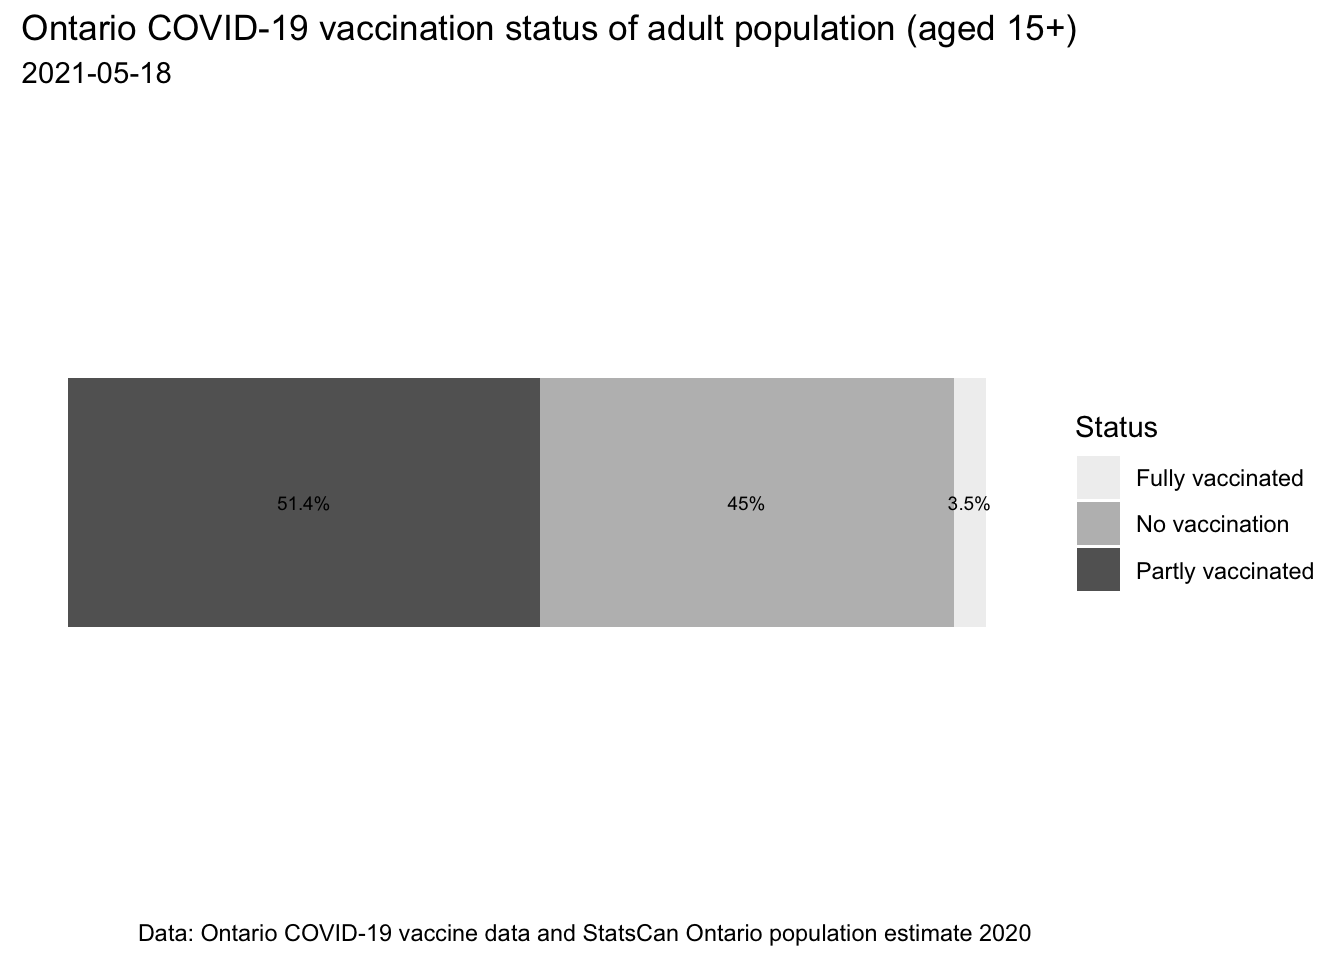 Ontario COVID-19 vaccination status of adult population (aged 15+)
2021-05-18
51.4%
45%
3.5%
Status
Fully vaccinated
No vaccination
Partly vaccinated
Data: Ontario COVID-19 vaccine data and StatsCan Ontario population estimate 2020